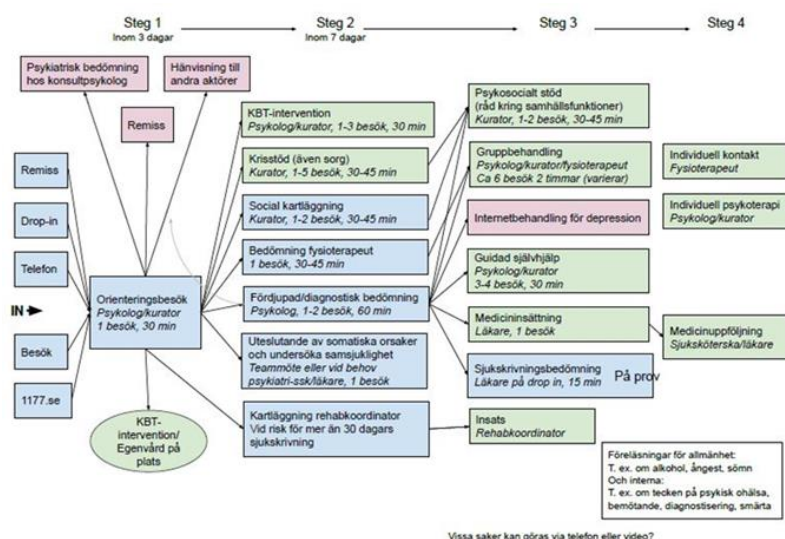 Steg 1
Inom 3 dagar
Steg 2
Inom 7 dagar
Steg 3
Steg 4
Psykiatrisk bedömning
hos konsultpsykolog
Hänvisning till
andra aktörer
Remiss
Remiss
Drop-in
Telefon
IN
Besök
1177.se
Orienteringsbesök
Psykolog/kurator
1 besök, 30 min
KBT-
intervention/
Egenvård på
plats
KBT-intervention
Psykolog/kurator, 1-3 besök, 30 min
Krisstöd (även sorg)
Kurator, 1-5 besök, 30-45 min
Social kartläggning
Kurator, 1-2 besök, 30-45 min
Bedömning fysioterapeut
1 besök, 30-45 min
Fördjupad/diagnostisk bedömning
Psykolog, 1-2 besök, 60 min
Uteslutande av somatiska orsaker
och undersöka samsjuklighet
Teammöte eller vid behov
psykiatri-ssk/läkare, 1 besök
Kartläggning rehabkoordinator
Vid risk för mer än 30 dagars
sjukskrivning
Psykosocialt stöd
(råd kring samhällsfunktioner)
Kurator, 1-2 besök, 30-45 min
Gruppbehandling
Psykolog/kurator/fysioterapeut
Ca 6 besök 2 timmar (varierar)
Internetbehandling för depression
Guidad självhjälp
Psykolog/kurator
3-4 besök, 30 min
Medicininsättning
Läkare, 1 besök
Sjukskrivningsbedömning
Läkare på drop in, 15 min
På prov
Insats
Rehabkoordinator
Individuell kontakt
Fysioterapeut
Individuell psykoterapi
Psykolog/kurator
Medicinuppföljning
Sjuksköterska/läkare
Föreläsningar för allmänhet:
T. ex. om alkohol, ångest, sömn
Och interna:
T. ex. om tecken på psykisk ohälsa,
bemötande, diagnostisering, smärta
Vissa saker kan göras via telefon eller video?